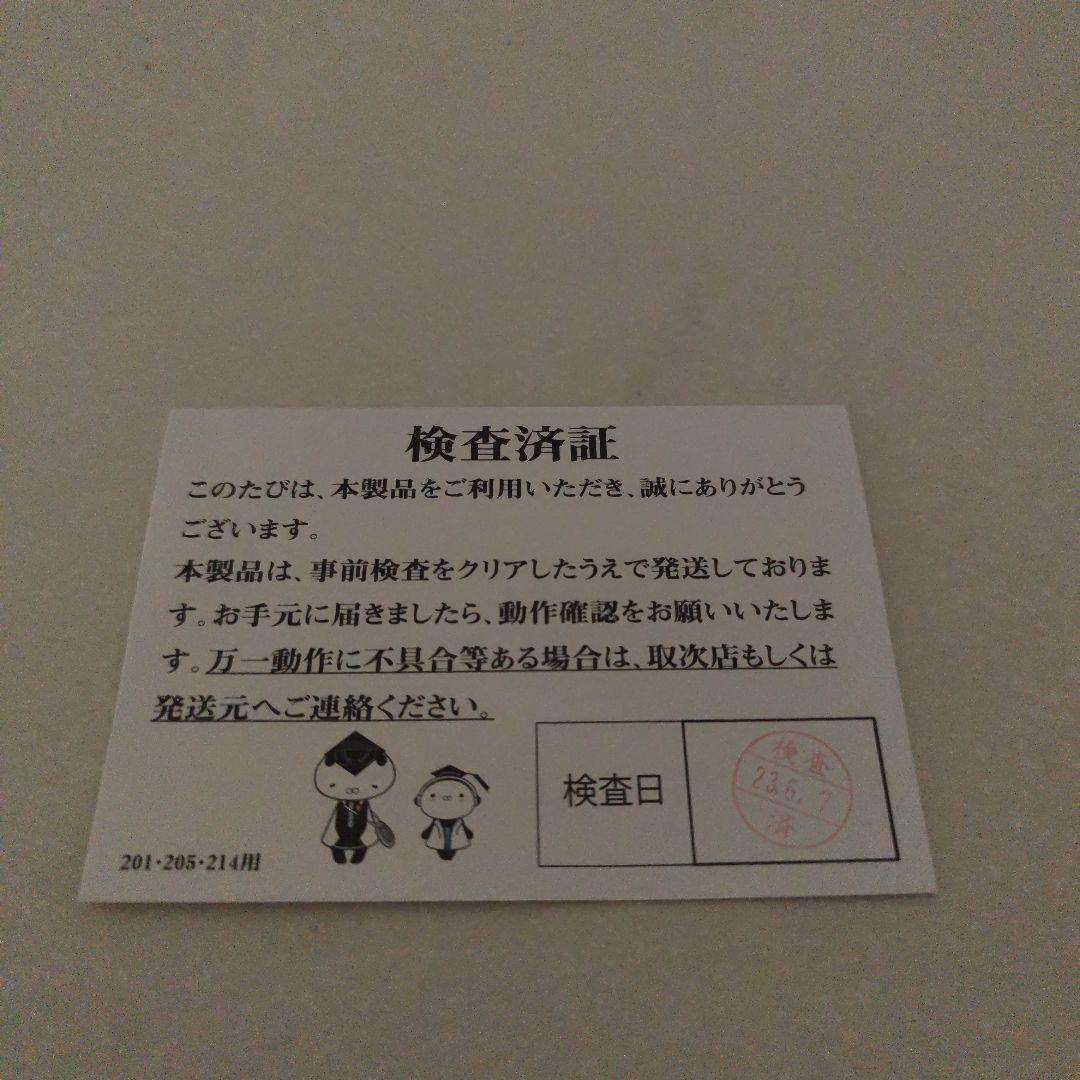 検査済証
このたびは、本製品をご利用いただき、誠にありがとう
ございます。
本製品は、事前検査をクリアしたうえで発送しておりま
す。お手元に届きましたら、動作確認をお願いいたしま
す。万一動作に不具合等ある場合は、取次店もしくは
発送元へご連絡ください。
検査日
検査
23.6.7
済
201・205・214用